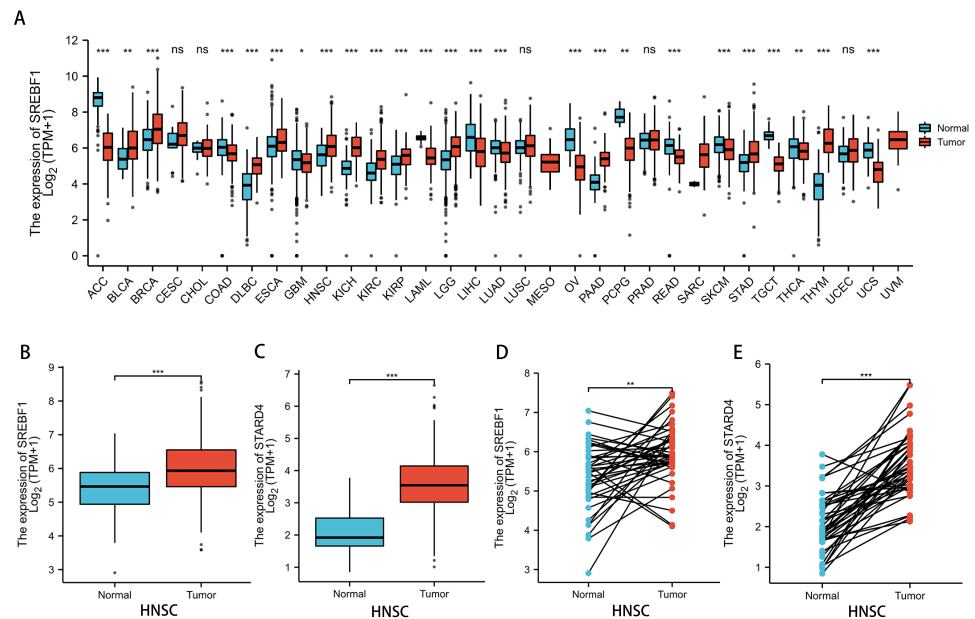 A
The expression of SREBF1
Log2 (TPM+1)
12
10
8
6
4
2
0
*** ** *** ns ns *** *** *** * *** *** *** *** *** *** *** *** ns *** *** ** ns *** *** *** *** ** *** ns ***
Normal
Tumor
ACC BLCA BRCA CESC CHOL COAD DLBC ESCA GBM HNSC KICH KIRC KIRP LAML LGG LIHC LUAD LUSC MESO OV PAAD PCPG PRAD READ SARC SKCM STAD TGCT THCA THYM UCEC UCS UVM
B
The expression of SREBF1
Log2 (TPM+1)
9
8
7
6
5
4
3
***
Normal Tumor
HNSC
C
The expression of STARD4
Log2 (TPM+1)
7
6
5
4
3
2
1
***
Normal Tumor
HNSC
D
The expression of SREBF1
Log2 (TPM+1)
8
7
6
5
4
3
**
Normal Tumor
HNSC
E
The expression of STARD4
Log2 (TPM+1)
6
5
4
3
2
1
***
Normal Tumor
HNSC